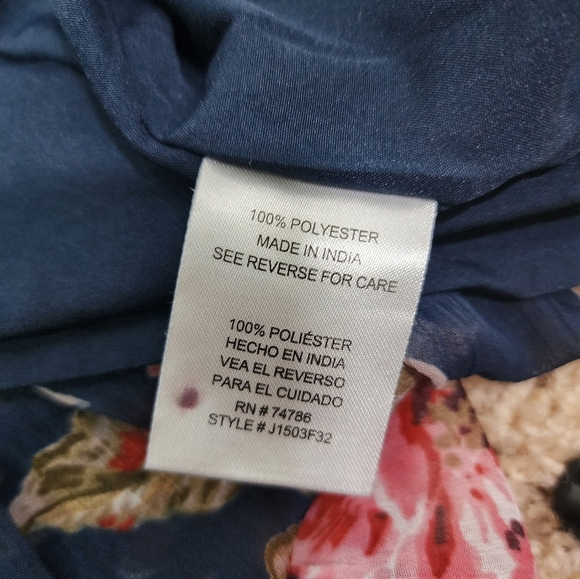 100% POLYESTER
MADE IN INDIA
SEE REVERSE FOR CARE
100% POLIÉSTER
HECHO EN INDIA
VEA EL REVERSO
PARA EL CUIDADO
RN # 74786
STYLE # J1503F32